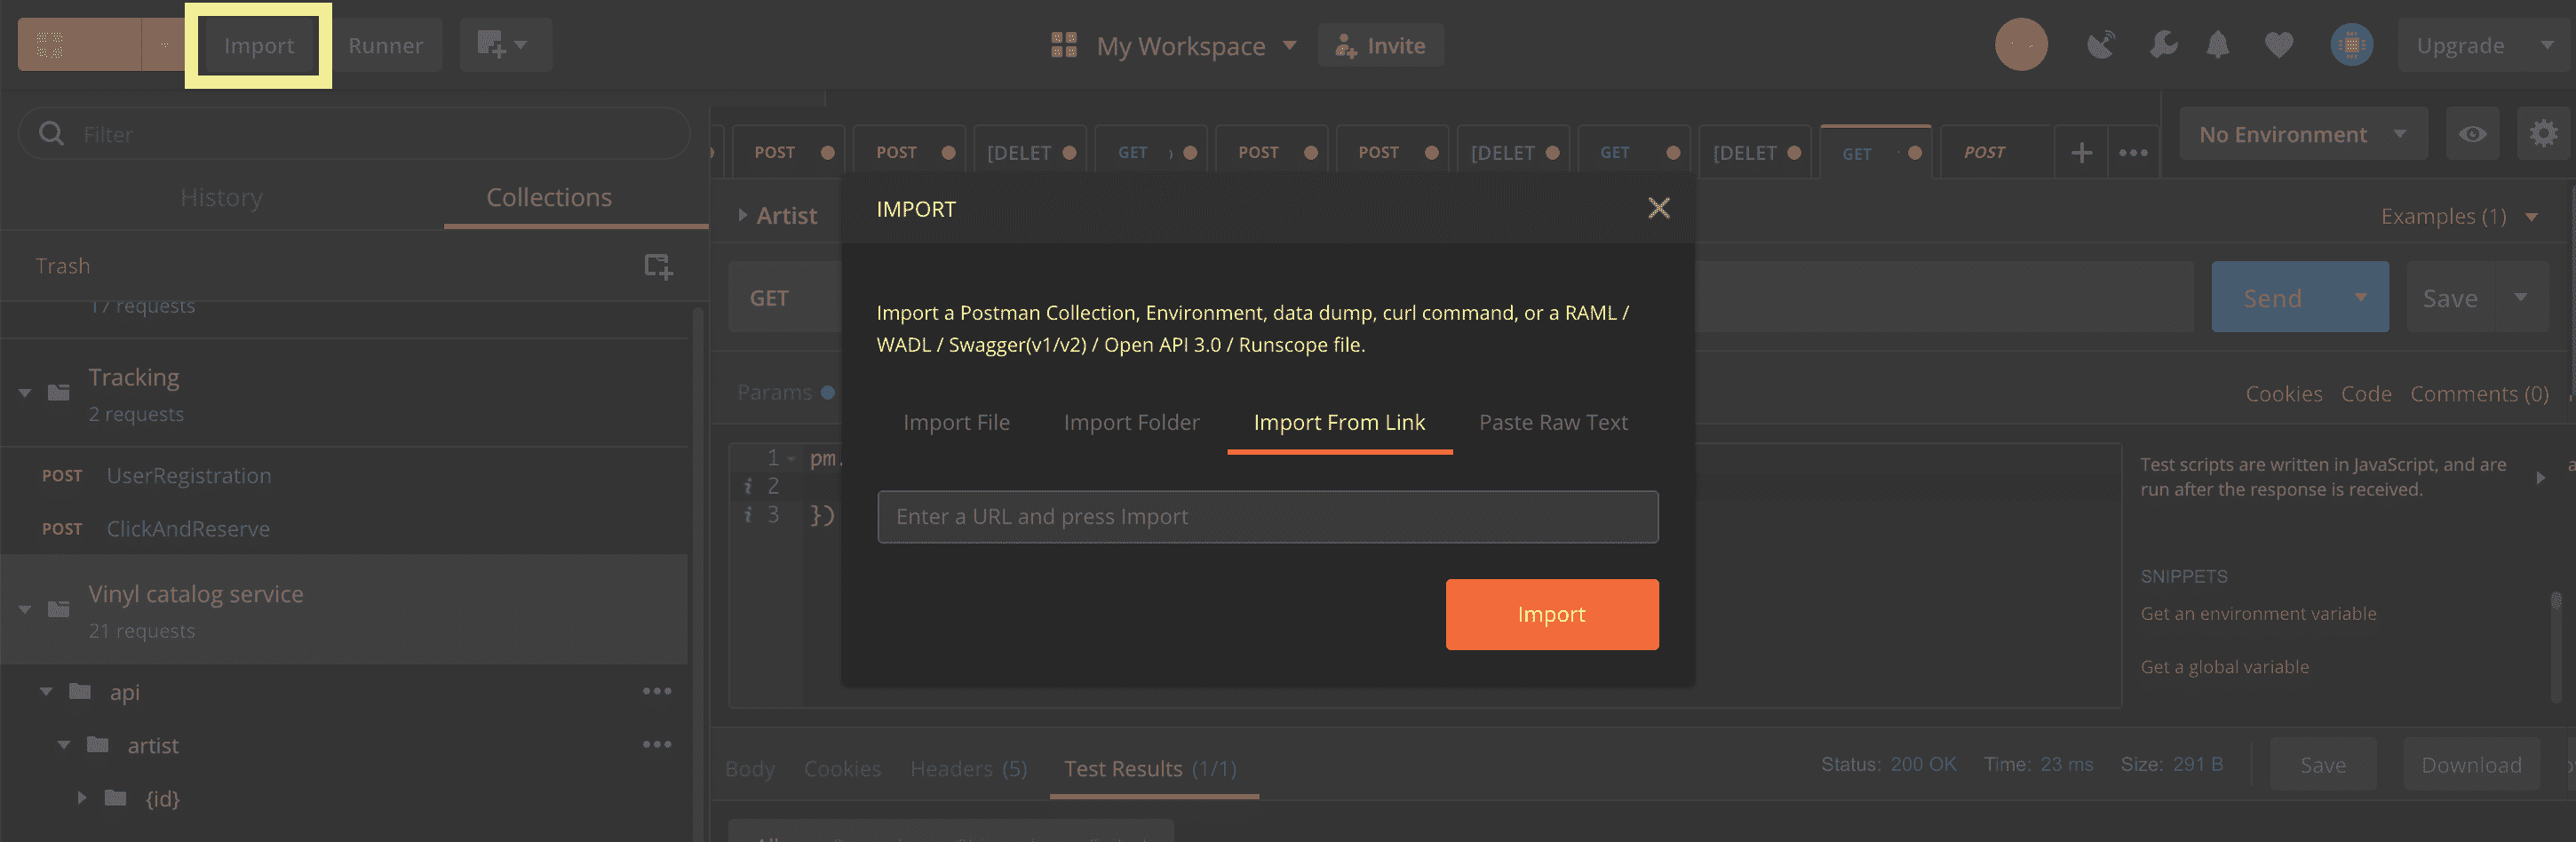 Import
Runner
My Workspace
Invite
Upgrade
Filter
History
Collections
Trash
17 requests
Tracking
2 requests
POST UserRegistration
POST ClickAndReserve
Vinyl catalog service
21 requests
api
artist
{id}
POST
POST
[DELET
GET
POST
POST
[DELET
GET
[DELET
GET
POST
No Environment
Artist
Examples (1)
GET
Send
Save
Params
Cookies
Code
Comments (0)
1 pm.
2
3 })
IMPORT
Import a Postman Collection, Environment, data dump, curl command, or a RAML /
WADL / Swagger(v1/v2) / Open API 3.0 / Runscope file.
Import File
Import Folder
Import From Link
Paste Raw Text
Enter a URL and press Import
Import
Test scripts are written in JavaScript, and are
run after the response is received.
SNIPPETS
Get an environment variable
Get a global variable
Body
Cookies
Headers (5)
Test Results (1/1)
Status: 200 OK
Time: 23 ms
Size: 291 B
Save
Download